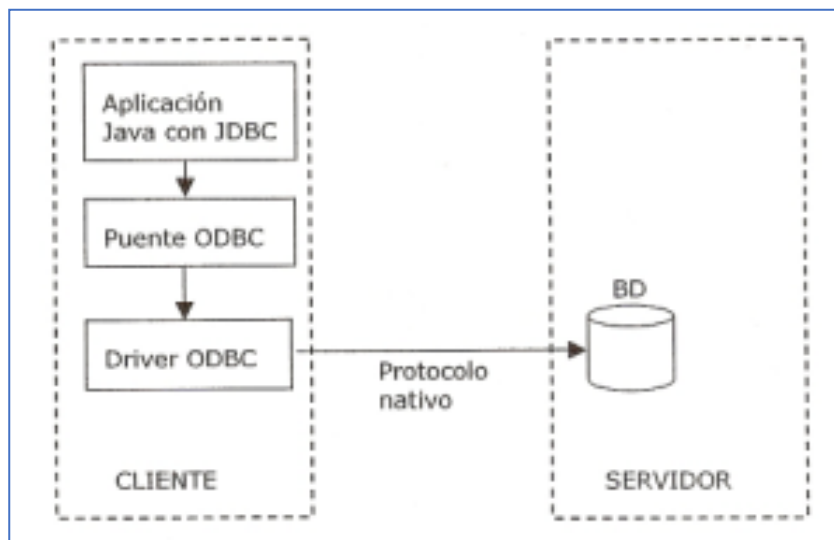 Aplicación
Java con JDBC
Puente ODBC
Driver ODBC
Protocolo
nativo
BD
CLIENTE
SERVIDOR